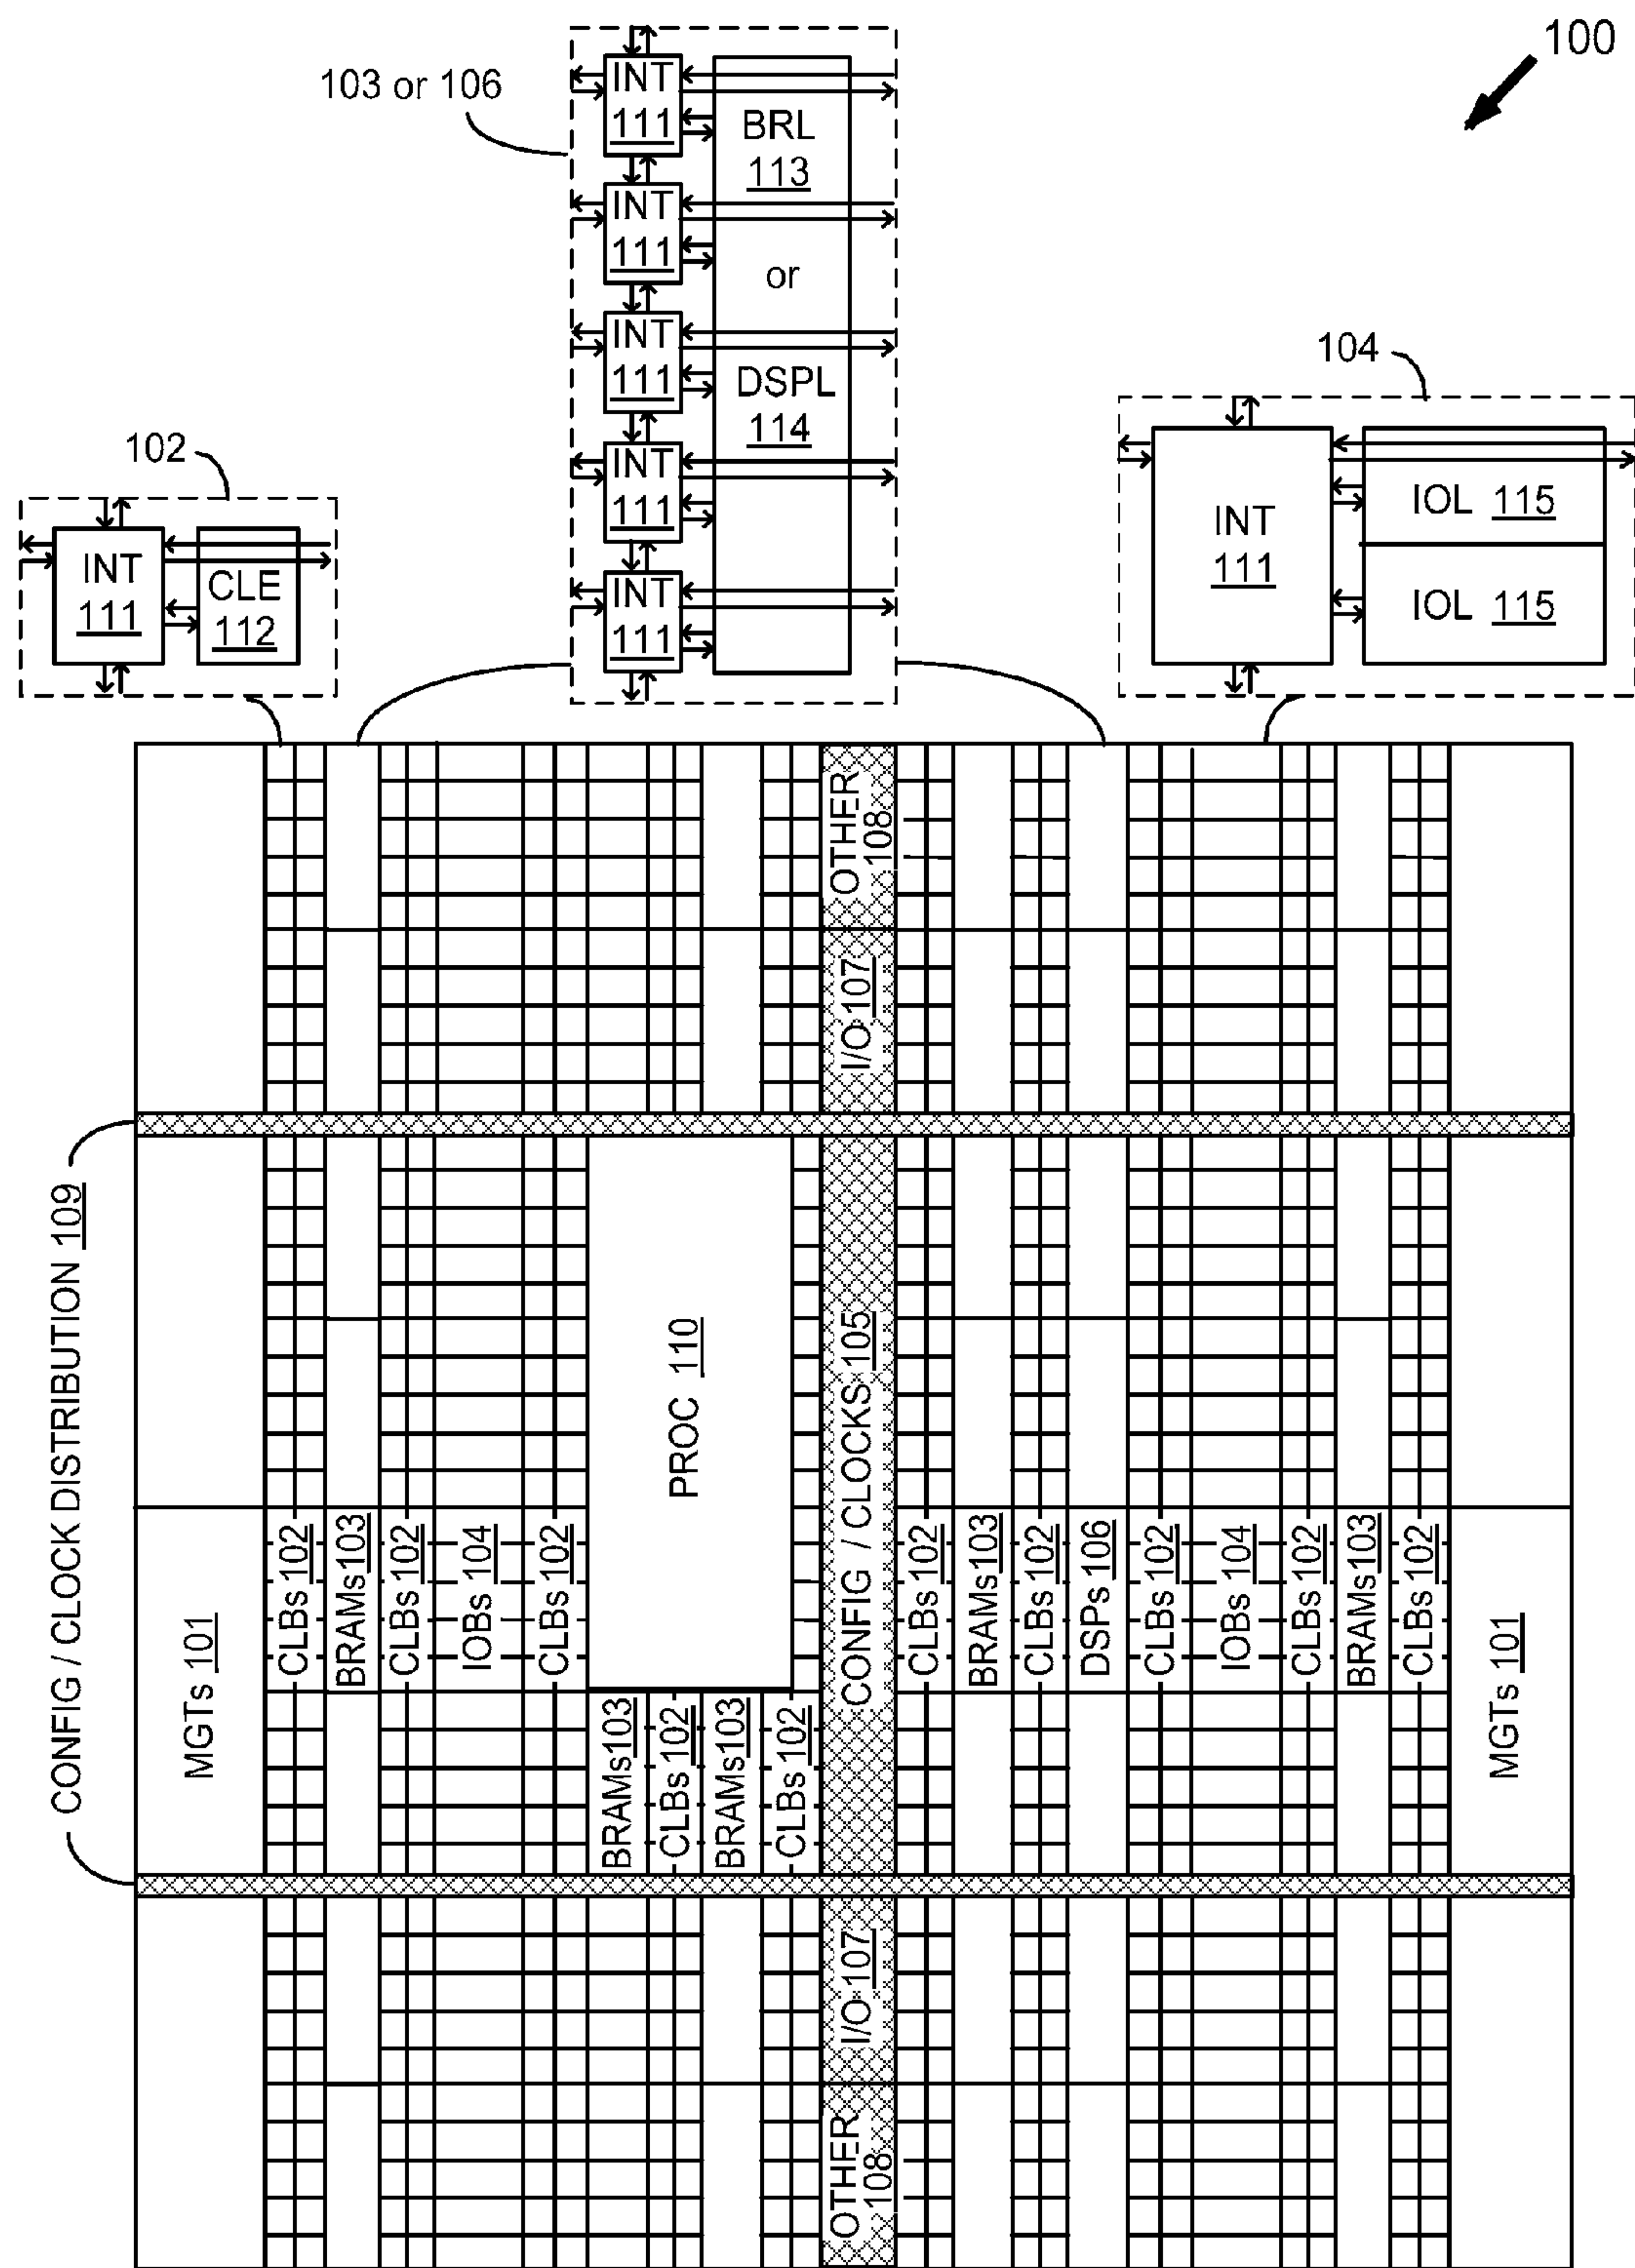 100
103 or 106
INT
111
INT
111
INT
111
INT
111
INT
111
BRL
113
or
DSPL
114
104
INT
111
IOL 115
IOL 115
102
INT
111
CLE
112
OTHER
108
I/O 107
CONFIG / CLOCK DISTRIBUTION 109
PROC 110
CONFIG / CLOCKS 105
MGTs 101
CLBs 102
BRAMs 103
CLBs 102
IOBs 104
CLBs 102
BRAMs 103
CLBs 102
BRAMs 103
CLBs 102
CLBs 102
BRAMs 103
CLBs 102
DSPs 106
CLBs 102
IOBs 104
CLBs 102
BRAMs 103
CLBs 102
MGTs 101
I/O 107
OTHER
108